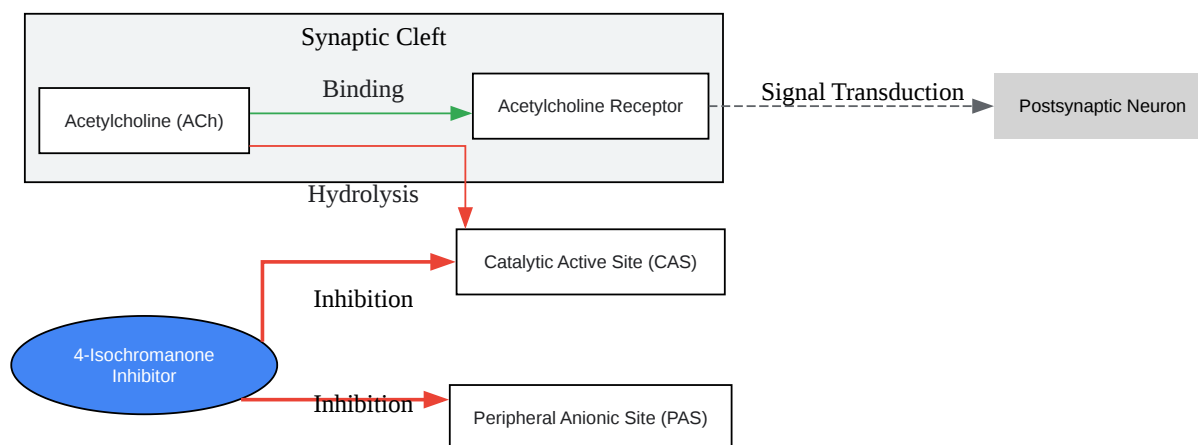 Synaptic Cleft
Binding
Acetylcholine (ACh)
Acetylcholine Receptor
Signal Transduction
Postsynaptic Neuron
Hydrolysis
Catalytic Active Site (CAS)
Inhibition
4-Isochromanone
Inhibitor
Inhibition
Peripheral Anionic Site (PAS)